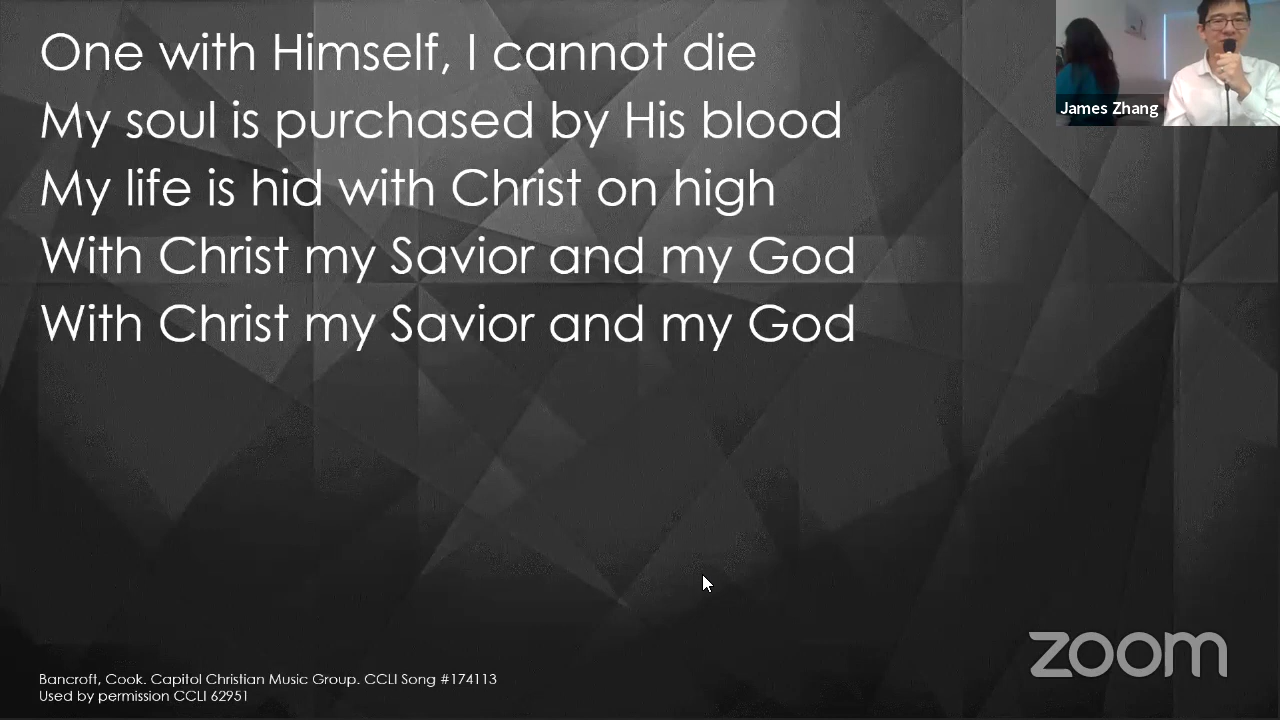 One with Himself, I cannot die
My soul is purchased by His blood
My life is hid with Christ on high
With Christ my Savior and my God
With Christ my Savior and my God
James Zhang
Bancroft, Cook. Capitol Christian Music Group. CCLI Song #174113
Used by permission CCLI 62951
zoom